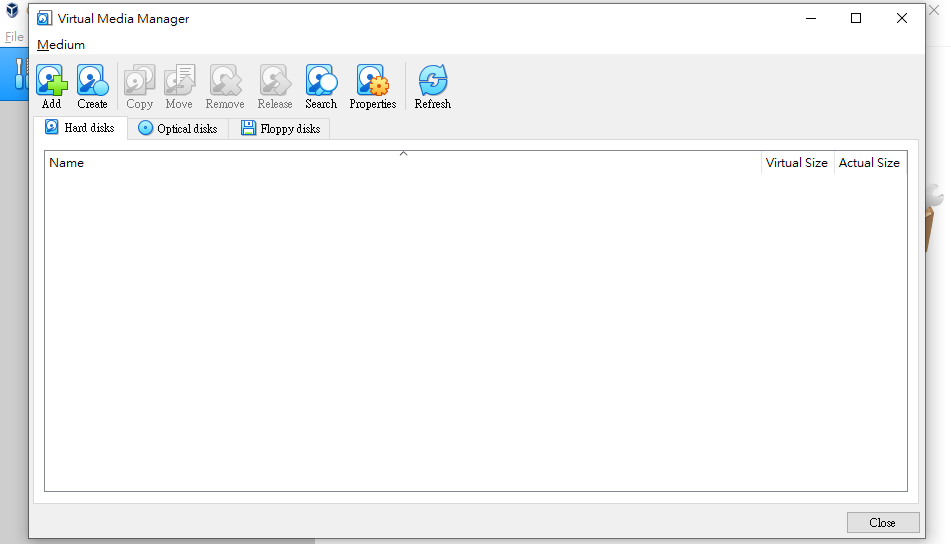 Virtual Media Manager
File
Medium
Add Create Copy Move Remove Release Search Properties Refresh
Hard disks Optical disks Floppy disks
Name Virtual Size Actual Size
Close